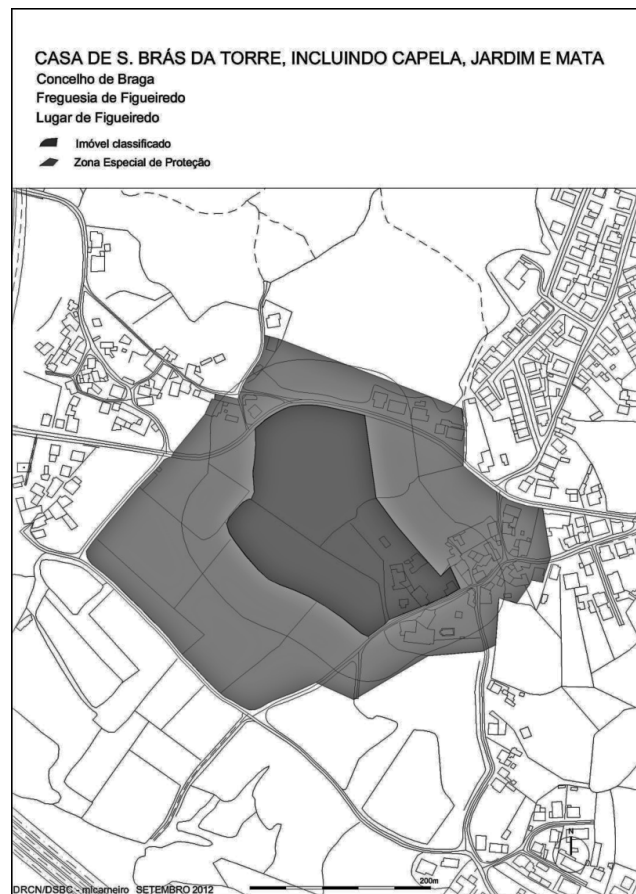 CASA DE S. BRÁS DA TORRE, INCLUINDO CAPELA, JARDIM E MATA
Concelho de Braga
Freguesia de Figueiredo
Lugar de Figueiredo
Imóvel classificado
Zona Especial de Proteção
N
200m
DRCN/DSBC - mlcarneiro SETEMBRO 2012